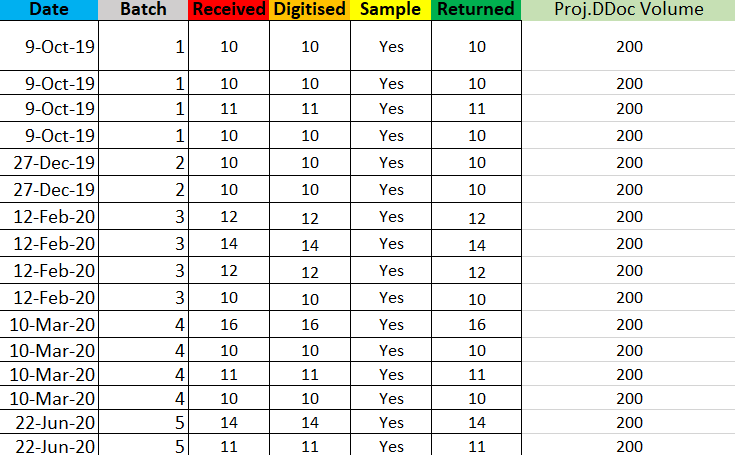 Date Batch Received Digitised Sample Returned Proj.DDoc Volume
9-Oct-19 1 10 10 Yes 10 200
9-Oct-19 1 10 10 Yes 10 200
9-Oct-19 1 11 11 Yes 11 200
9-Oct-19 1 10 10 Yes 10 200
27-Dec-19 2 10 10 Yes 10 200
27-Dec-19 2 10 10 Yes 10 200
12-Feb-20 3 12 12 Yes 12 200
12-Feb-20 3 14 14 Yes 14 200
12-Feb-20 3 12 12 Yes 12 200
12-Feb-20 3 10 10 Yes 10 200
10-Mar-20 4 16 16 Yes 16 200
10-Mar-20 4 10 10 Yes 10 200
10-Mar-20 4 11 11 Yes 11 200
10-Mar-20 4 10 10 Yes 10 200
22-Jun-20 5 14 14 Yes 14 200
22-Jun-20 5 11 11 Yes 11 200